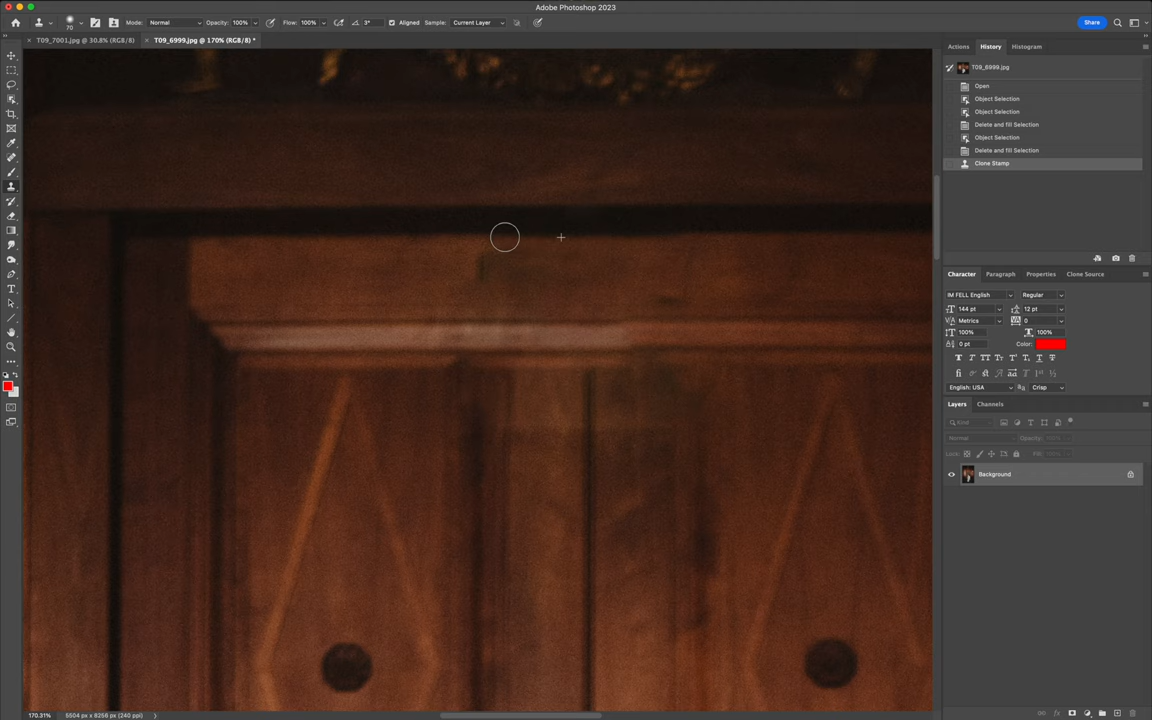 Adobe Photoshop 2023
70
Mode: Normal Opacity: 100% Flow: 100% 3° Aligned Sample: Current Layer
Share
T09_7001.jpg @ 30.8% (RGB/8)
T09_6999.jpg @ 170% (RGB/8) *
Actions History Histogram
T09_6999.jpg
Open
Object Selection
Object Selection
Delete and fill Selection
Object Selection
Delete and fill Selection
Clone Stamp
Character Paragraph Properties Clone Source
IM FELL English Regular
144 pt 12 pt
Metrics 0
100% 100%
0 pt Color:
English: USA Crisp
Layers Channels
Kind
Normal Opacity: 100%
Lock: Fill: 100%
Background
170.31% 5504 px x 8256 px (240 ppi)